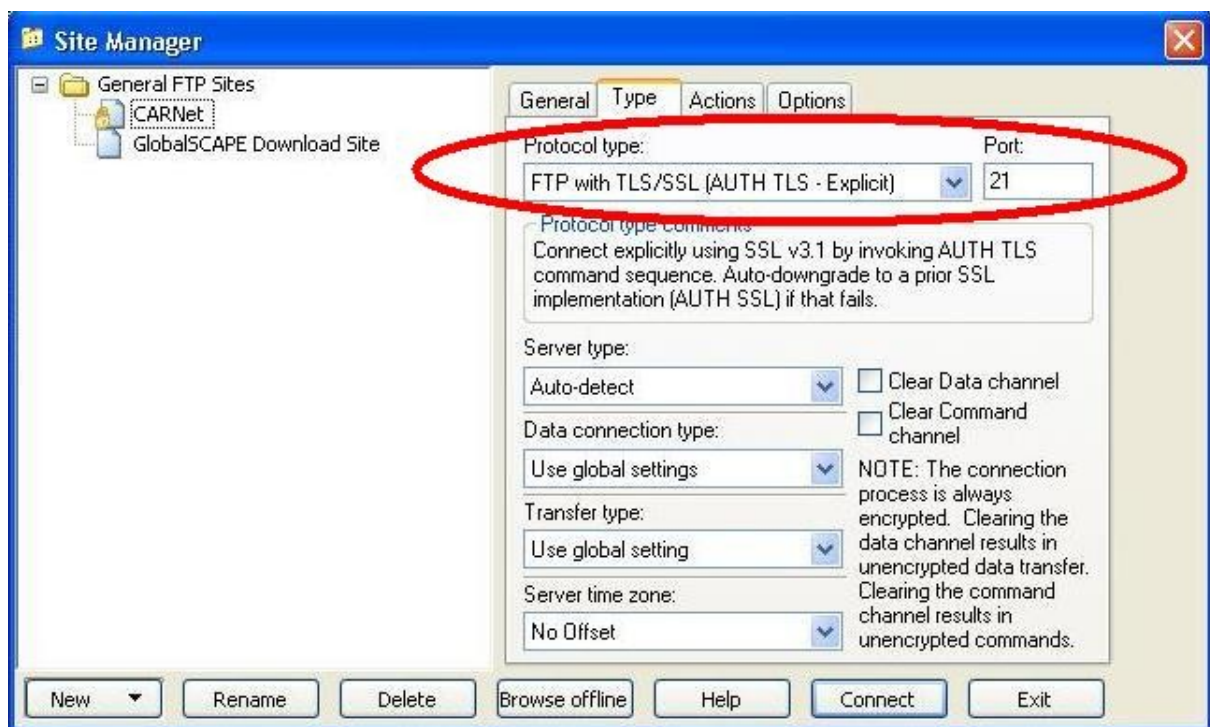 Site Manager
General FTP Sites
CARNet
GlobalSCAPE Download Site
General Type Actions Options
Protocol type: Port:
FTP with TLS/SSL (AUTH TLS - Explicit) 21
Protocol type comments
Connect explicitly using SSL v3.1 by invoking AUTH TLS
command sequence. Auto-downgrade to a prior SSL
implementation (AUTH SSL) if that fails.
Server type:
Auto-detect
Data connection type:
Use global settings
Transfer type:
Use global setting
Server time zone:
No Offset
Clear Data channel
Clear Command
channel
NOTE: The connection
process is always
encrypted. Clearing the
data channel results in
unencrypted data transfer.
Clearing the command
channel results in
unencrypted commands.
New Rename Delete Browse offline Help Connect Exit